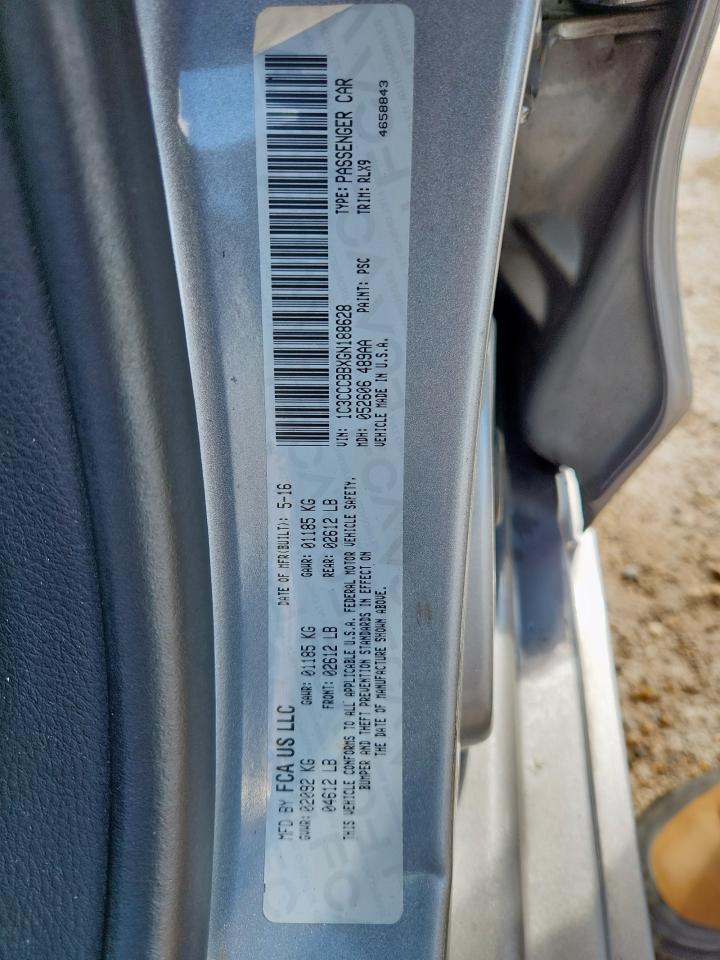 MFD BY FCA US LLC
DATE OF MFR(BUILT): 5-16
GVWR: 02092 KG
GAWR: 01185 KG
GAWR: 01185 KG
04612 LB
FRONT: 02612 LB
REAR: 02612 LB
THIS VEHICLE CONFORMS TO ALL APPLICABLE U.S.A. FEDERAL MOTOR VEHICLE SAFETY,
BUMPER AND THEFT PREVENTION STANDARDS IN EFFECT ON
THE DATE OF MANUFACTURE SHOWN ABOVE.
VIN: 1C3CCCBBXGN188628
TYPE: PASSENGER CAR
MDH: 052606 489AA
PAINT: PSC
TRIM: RLX9
VEHICLE MADE IN U.S.A.
4658843